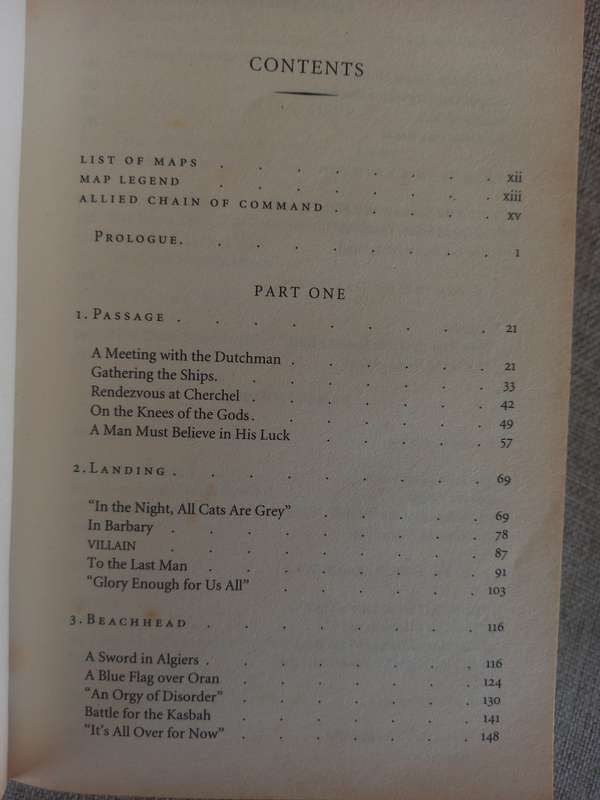 CONTENTS
LIST OF MAPS . . . . . . . . xii
MAP LEGEND . . . . . . . . xiii
ALLIED CHAIN OF COMMAND . . . . . xv
PROLOGUE. . . . . . . . . 1
PART ONE
1. PASSAGE . . . . . . . . . 21
A Meeting with the Dutchman . . . . . . 21
Gathering the Ships. . . . . . . . 33
Rendezvous at Cherchel . . . . . . . 42
On the Knees of the Gods . . . . . . . 49
A Man Must Believe in His Luck . . . . . 57
2. LANDING . . . . . . . . . 69
“In the Night, All Cats Are Grey” . . . . . 69
In Barbary . . . . . . . . 78
VILLAIN . . . . . . . . 87
To the Last Man . . . . . . . 91
“Glory Enough for Us All” . . . . . . 103
3. BEACHHEAD . . . . . . . . 116
A Sword in Algiers . . . . . . . . 116
A Blue Flag over Oran . . . . . . . 124
“An Orgy of Disorder” . . . . . . . 130
Battle for the Kasbah . . . . . . . 141
“It’s All Over for Now” . . . . . . . 148